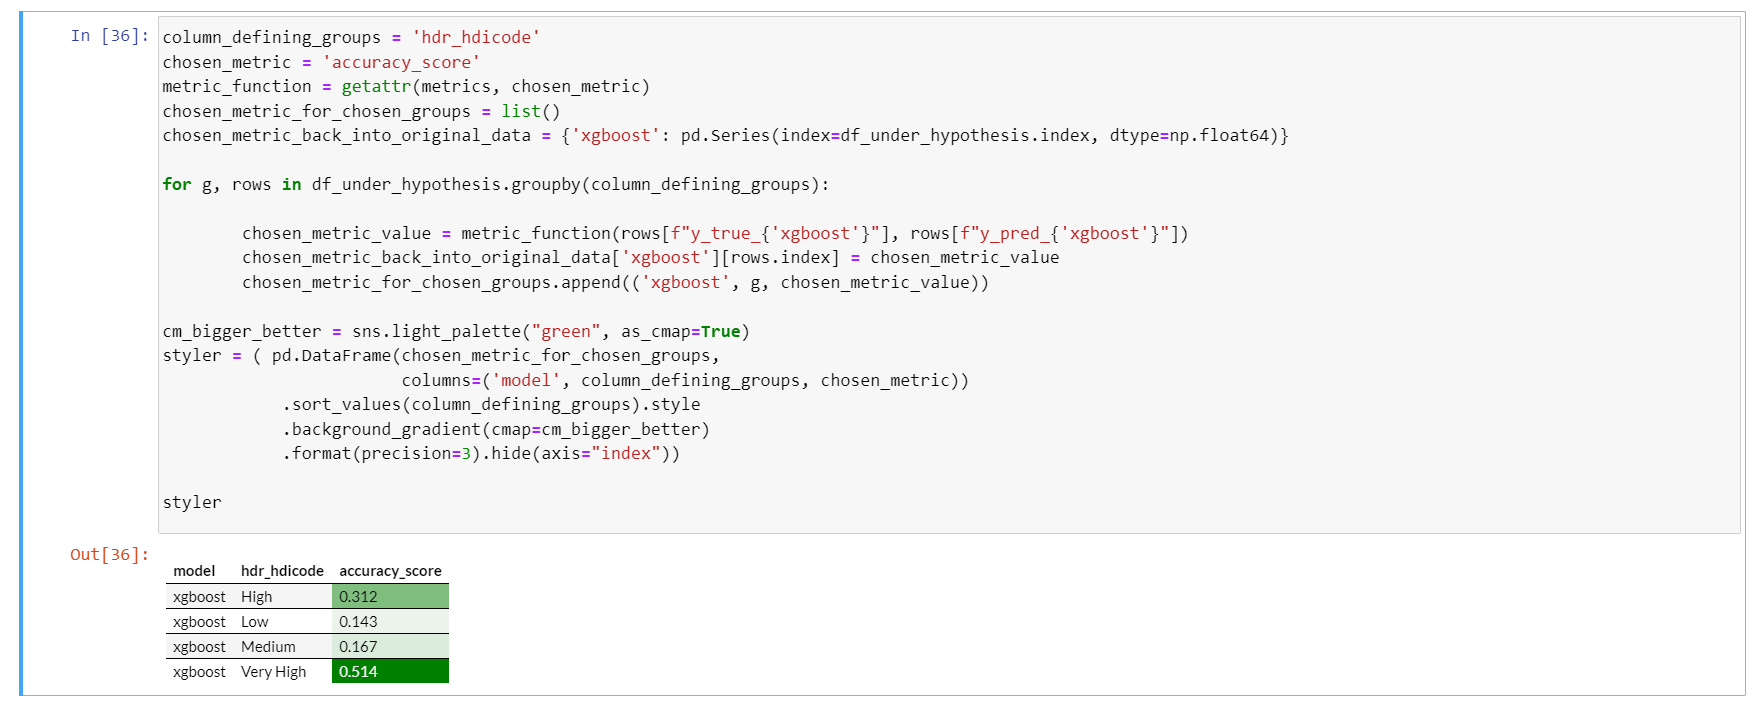 In [36]:
column_defining_groups = 'hdr_hdicode'
chosen_metric = 'accuracy_score'
metric_function = getattr(metrics, chosen_metric)
chosen_metric_for_chosen_groups = list()
chosen_metric_back_into_original_data = {'xgboost': pd.Series(index=df_under_hypothesis.index, dtype=np.float64)}
for g, rows in df_under_hypothesis.groupby(column_defining_groups):
chosen_metric_value = metric_function(rows[f"y_true_{'xgboost'}"], rows[f"y_pred_{'xgboost'}"])
chosen_metric_back_into_original_data['xgboost'][rows.index] = chosen_metric_value
chosen_metric_for_chosen_groups.append(('xgboost', g, chosen_metric_value))
cm_bigger_better = sns.light_palette("green", as_cmap=True)
styler = ( pd.DataFrame(chosen_metric_for_chosen_groups,
columns=('model', column_defining_groups, chosen_metric))
.sort_values(column_defining_groups).style
.background_gradient(cmap=cm_bigger_better)
.format(precision=3).hide(axis="index"))
styler
Out[36]:
model hdr_hdicode accuracy_score
xgboost High 0.312
xgboost Low 0.143
xgboost Medium 0.167
xgboost Very High 0.514